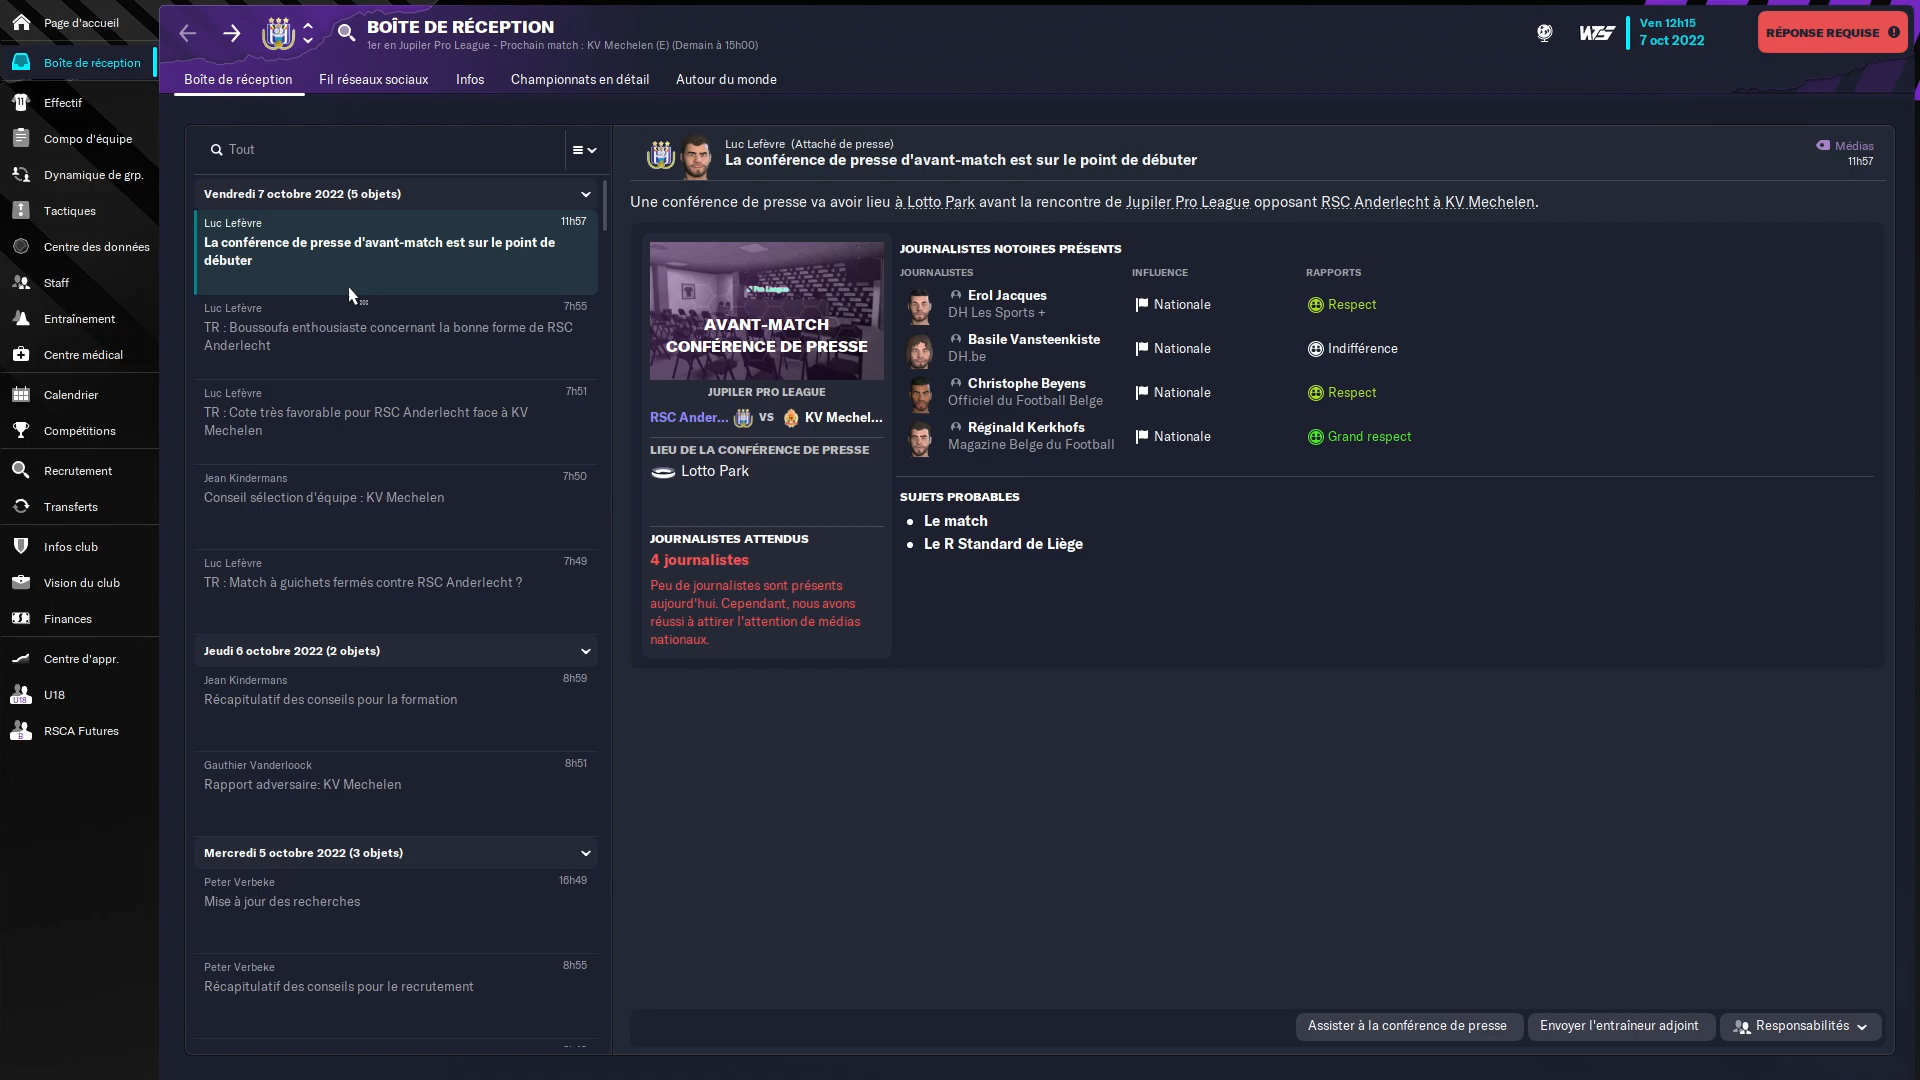 Page d'accueil
Boîte de réception
Effectif
Compo d'équipe
Dynamique de grp.
Tactiques
Centre des données
Staff
Entraînement
Centre médical
Calendrier
Compétitions
Recrutement
Transferts
Infos club
Vision du club
Finances
Centre d'appr.
U18
U18
B
RSCA Futures
BOÎTE DE RÉCEPTION
1er en Jupiler Pro League - Prochain match : KV Mechelen (E) (Demain à 15h00)
Ven 12h15
7 oct 2022
RÉPONSE REQUISE
Boîte de réception
Fil réseaux sociaux
Infos
Championnats en détail
Autour du monde
Tout
Vendredi 7 octobre 2022 (5 objets)
Luc Lefèvre 11h57
La conférence de presse d'avant-match est sur le point de
débuter
Luc Lefèvre 7h55
TR : Boussoufa enthousiaste concernant la bonne forme de RSC
Anderlecht
Luc Lefèvre 7h51
TR : Cote très favorable pour RSC Anderlecht face à KV
Mechelen
Jean Kindermans 7h50
Conseil sélection d'équipe : KV Mechelen
Luc Lefèvre 7h49
TR : Match à guichets fermés contre RSC Anderlecht ?
Jeudi 6 octobre 2022 (2 objets)
Jean Kindermans 8h59
Récapitulatif des conseils pour la formation
Gauthier Vanderloock 8h51
Rapport adversaire: KV Mechelen
Mercredi 5 octobre 2022 (3 objets)
Peter Verbeke 16h49
Mise à jour des recherches
Peter Verbeke 8h55
Récapitulatif des conseils pour le recrutement
Luc Lefèvre (Attaché de presse)
La conférence de presse d'avant-match est sur le point de débuter
Médias
11h57
Une conférence de presse va avoir lieu à Lotto Park avant la rencontre de Jupiler Pro League opposant RSC Anderlecht à KV Mechelen.
Pro League
AVANT-MATCH
CONFÉRENCE DE PRESSE
JUPILER PRO LEAGUE
RSC Ander... VS KV Mechel...
LIEU DE LA CONFÉRENCE DE PRESSE
Lotto Park
JOURNALISTES ATTENDUS
4 journalistes
Peu de journalistes sont présents
aujourd'hui. Cependant, nous avons
réussi à attirer l'attention de médias
nationaux.
JOURNALISTES NOTOIRES PRÉSENTS
JOURNALISTES INFLUENCE RAPPORTS
Erol Jacques
DH Les Sports +
Nationale Respect
Basile Vansteenkiste
DH.be
Nationale Indifférence
Christophe Beyens
Officiel du Football Belge
Nationale Respect
Réginald Kerkhofs
Magazine Belge du Football
Nationale Grand respect
SUJETS PROBABLES
• Le match
• Le R Standard de Liège
Assister à la conférence de presse
Envoyer l'entraîneur adjoint
Responsabilités